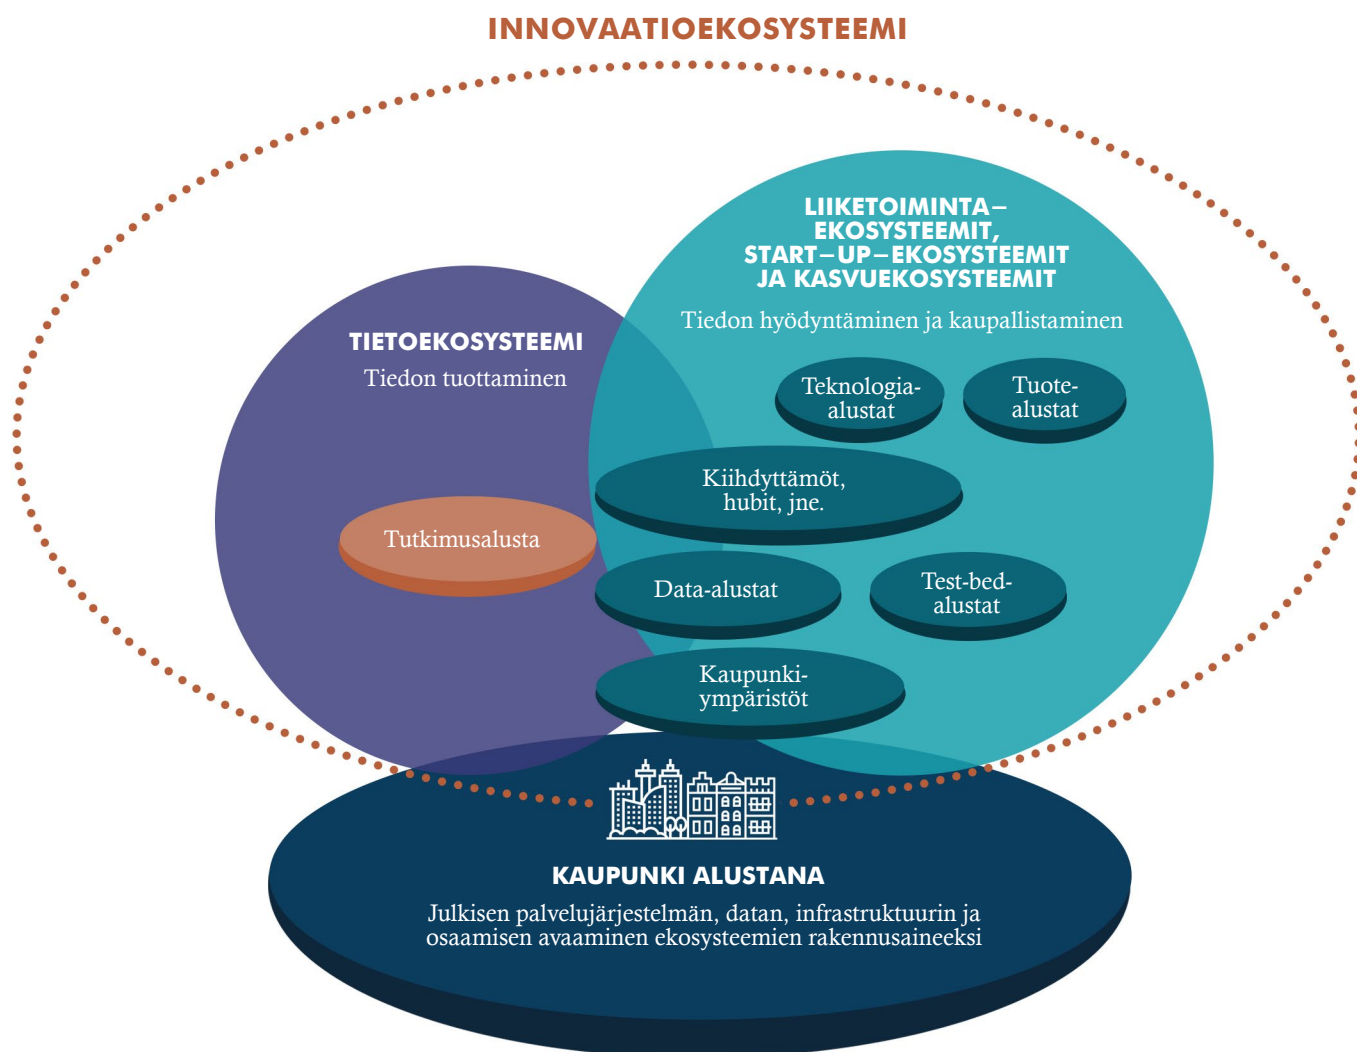 INNOVAATIOEKOSYSTEEMI
LIIKETOIMINTA–
EKOSYSTEEMIT,
START–UP–EKOSYSTEEMIT
JA KASVUEKOSYSTEEMIT
Tiedon hyödyntäminen ja kaupallistaminen
TIETOEKOSYSTEEMI
Tiedon tuottaminen
Teknologia-
alustat
Tuote-
alustat
Kiihdyttämöt,
hubit, jne.
Tutkimusalusta
Data-alustat
Test-bed-
alustat
Kaupunki-
ympäristöt
KAUPUNKI ALUSTANA
Julkisen palvelujärjestelmän, datan, infrastruktuurin ja
osaamisen avaaminen ekosysteemien rakennusaineeksi